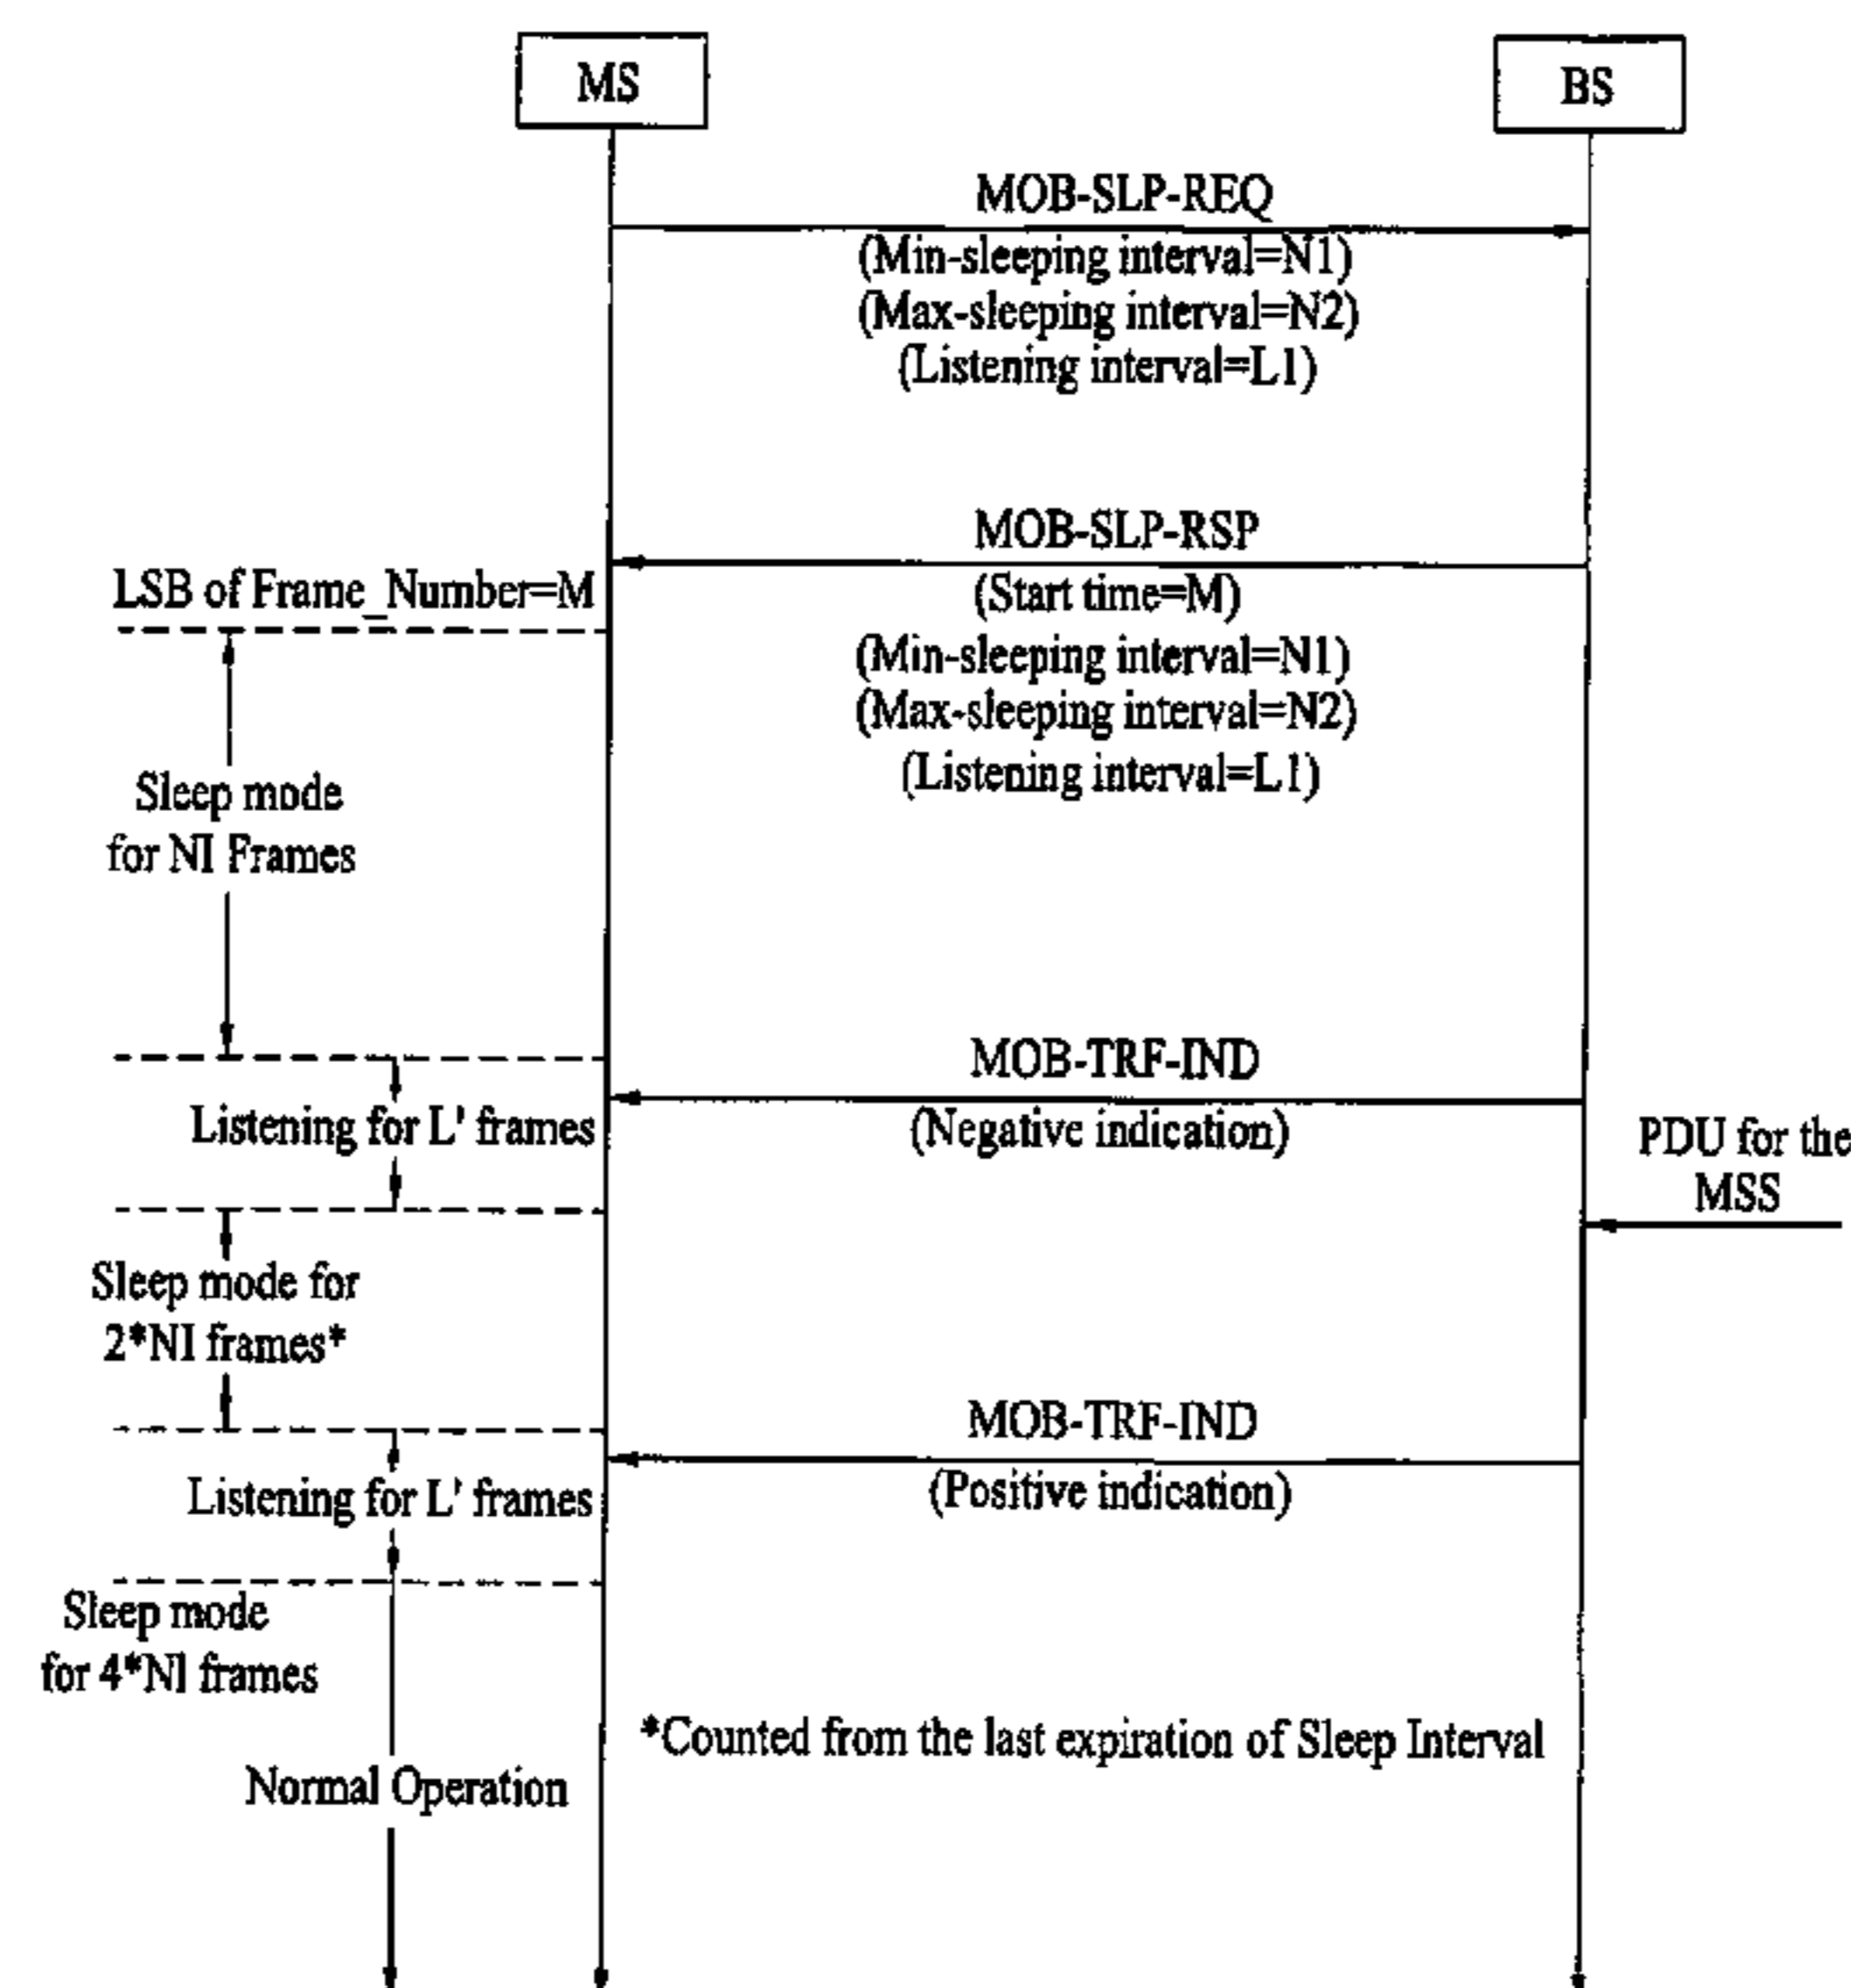 MS
BS
MOB-SLP-REQ
(Min-sleeping interval=N1)
(Max-sleeping interval=N2)
(Listening interval=L1)
MOB-SLP-RSP
LSB of Frame_Number=M
(Start time=M)
(Min-sleeping interval=N1)
(Max-sleeping interval=N2)
(Listening interval=L1)
Sleep mode
for NI Frames
MOB-TRF-IND
Listening for L' frames
(Negative indication)
PDU for the
MSS
Sleep mode for
2*NI frames*
MOB-TRF-IND
Listening for L' frames
(Positive indication)
Sleep mode
for 4*NI frames
*Counted from the last expiration of Sleep Interval
Normal Operation